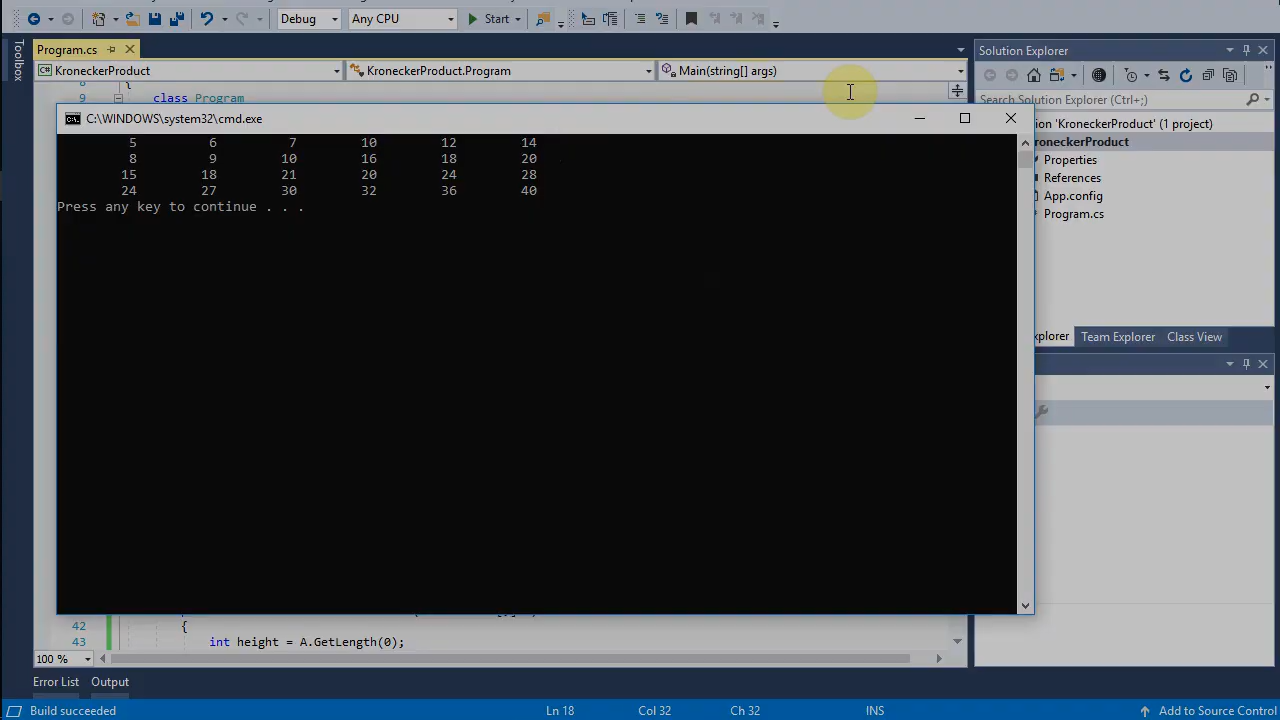 Debug Any CPU Start
Toolbox
Program.cs
Solution Explorer
KroneckerProduct KroneckerProduct.Program Main(string[] args)
9 class Program
Search Solution Explorer (Ctrl+;)
C:\WINDOWS\system32\cmd.exe
tion 'KroneckerProduct' (1 project)
roneckerProduct
Properties
References
App.config
Program.cs
5 6 7 10 12 14
8 9 10 16 18 20
15 18 21 20 24 28
24 27 30 32 36 40
Press any key to continue . . .
xplorer Team Explorer Class View
42 {
43 int height = A.GetLength(0);
100 %
Error List Output
Build succeeded Ln 18 Col 32 Ch 32 INS Add to Source Control